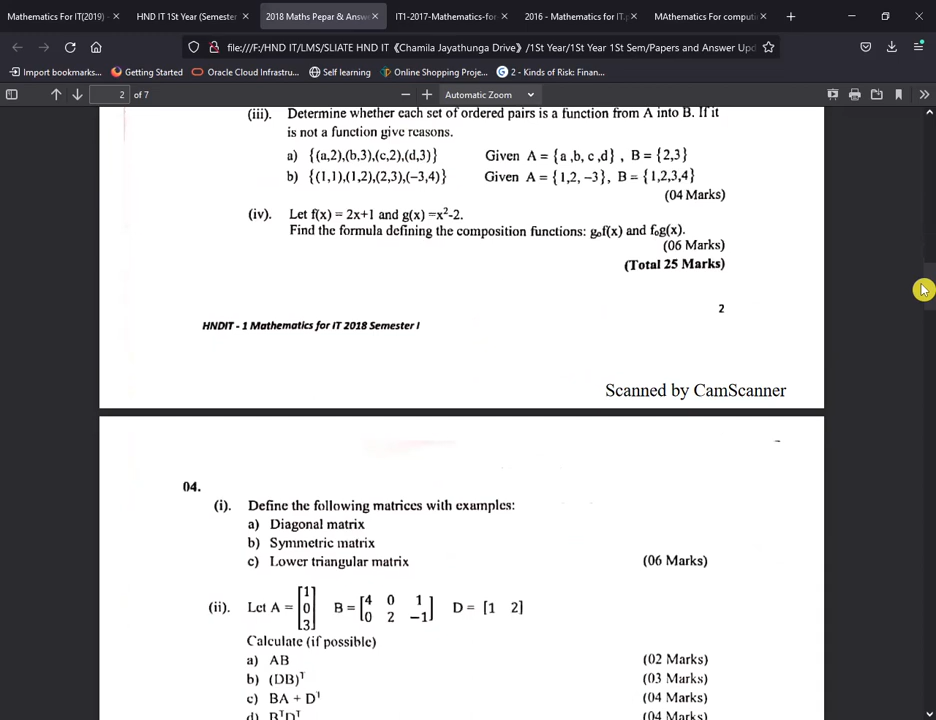 Mathematics For IT(2019)
HND IT 1St Year (Semester
2018 Maths Pepar & Answ
IT1-2017-Mathematics-for-
2016 - Mathematics for IT.p
MAthematics For computi
file:///F:/HND IT/LMS/SLIATE HND IT《Chamila Jayathunga Drive》/1St Year/1St Year 1St Sem/Papers and Answer Upd
Import bookmarks...
Getting Started
Oracle Cloud Infrastru...
Self learning
Online Shopping Proje...
2 - Kinds of Risk: Finan...
2 of 7
Automatic Zoom
(iii). Determine whether each set of ordered pairs is a function from A into B. If it
is not a function give reasons.
a) {(a,2),(b,3),(c,2),(d,3)} Given A = {a ,b, c ,d} , B = {2,3}
b) {(1,1),(1,2),(2,3),(−3,4)} Given A = {1,2, −3}, B = {1,2,3,4}
(04 Marks)
(iv). Let f(x) = 2x+1 and g(x) =x²-2.
Find the formula defining the composition functions: gₒf(x) and fₒg(x).
(06 Marks)
(Total 25 Marks)
2
HNDIT - 1 Mathematics for IT 2018 Semester I
Scanned by CamScanner
04.
(i). Define the following matrices with examples:
a) Diagonal matrix
b) Symmetric matrix
c) Lower triangular matrix (06 Marks)
(ii). Let A = [1 0 3] B = [4 0 1 0 2 −1] D = [1 2]
Calculate (if possible)
a) AB (02 Marks)
b) (DB)ᵀ (03 Marks)
c) BA + Dᵀ (04 Marks)
d) BᵀDᵀ (04 Marks